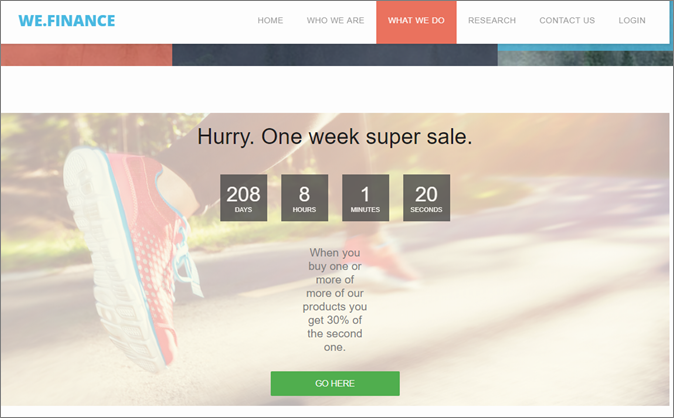 WE.FINANCE
HOME WHO WE ARE WHAT WE DO RESEARCH CONTACT US LOGIN
Hurry. One week super sale.
208 8 1 20
DAYS HOURS MINUTES SECONDS
When you
buy one or
more of
more of our
products you
get 30% of
the second
one.
GO HERE